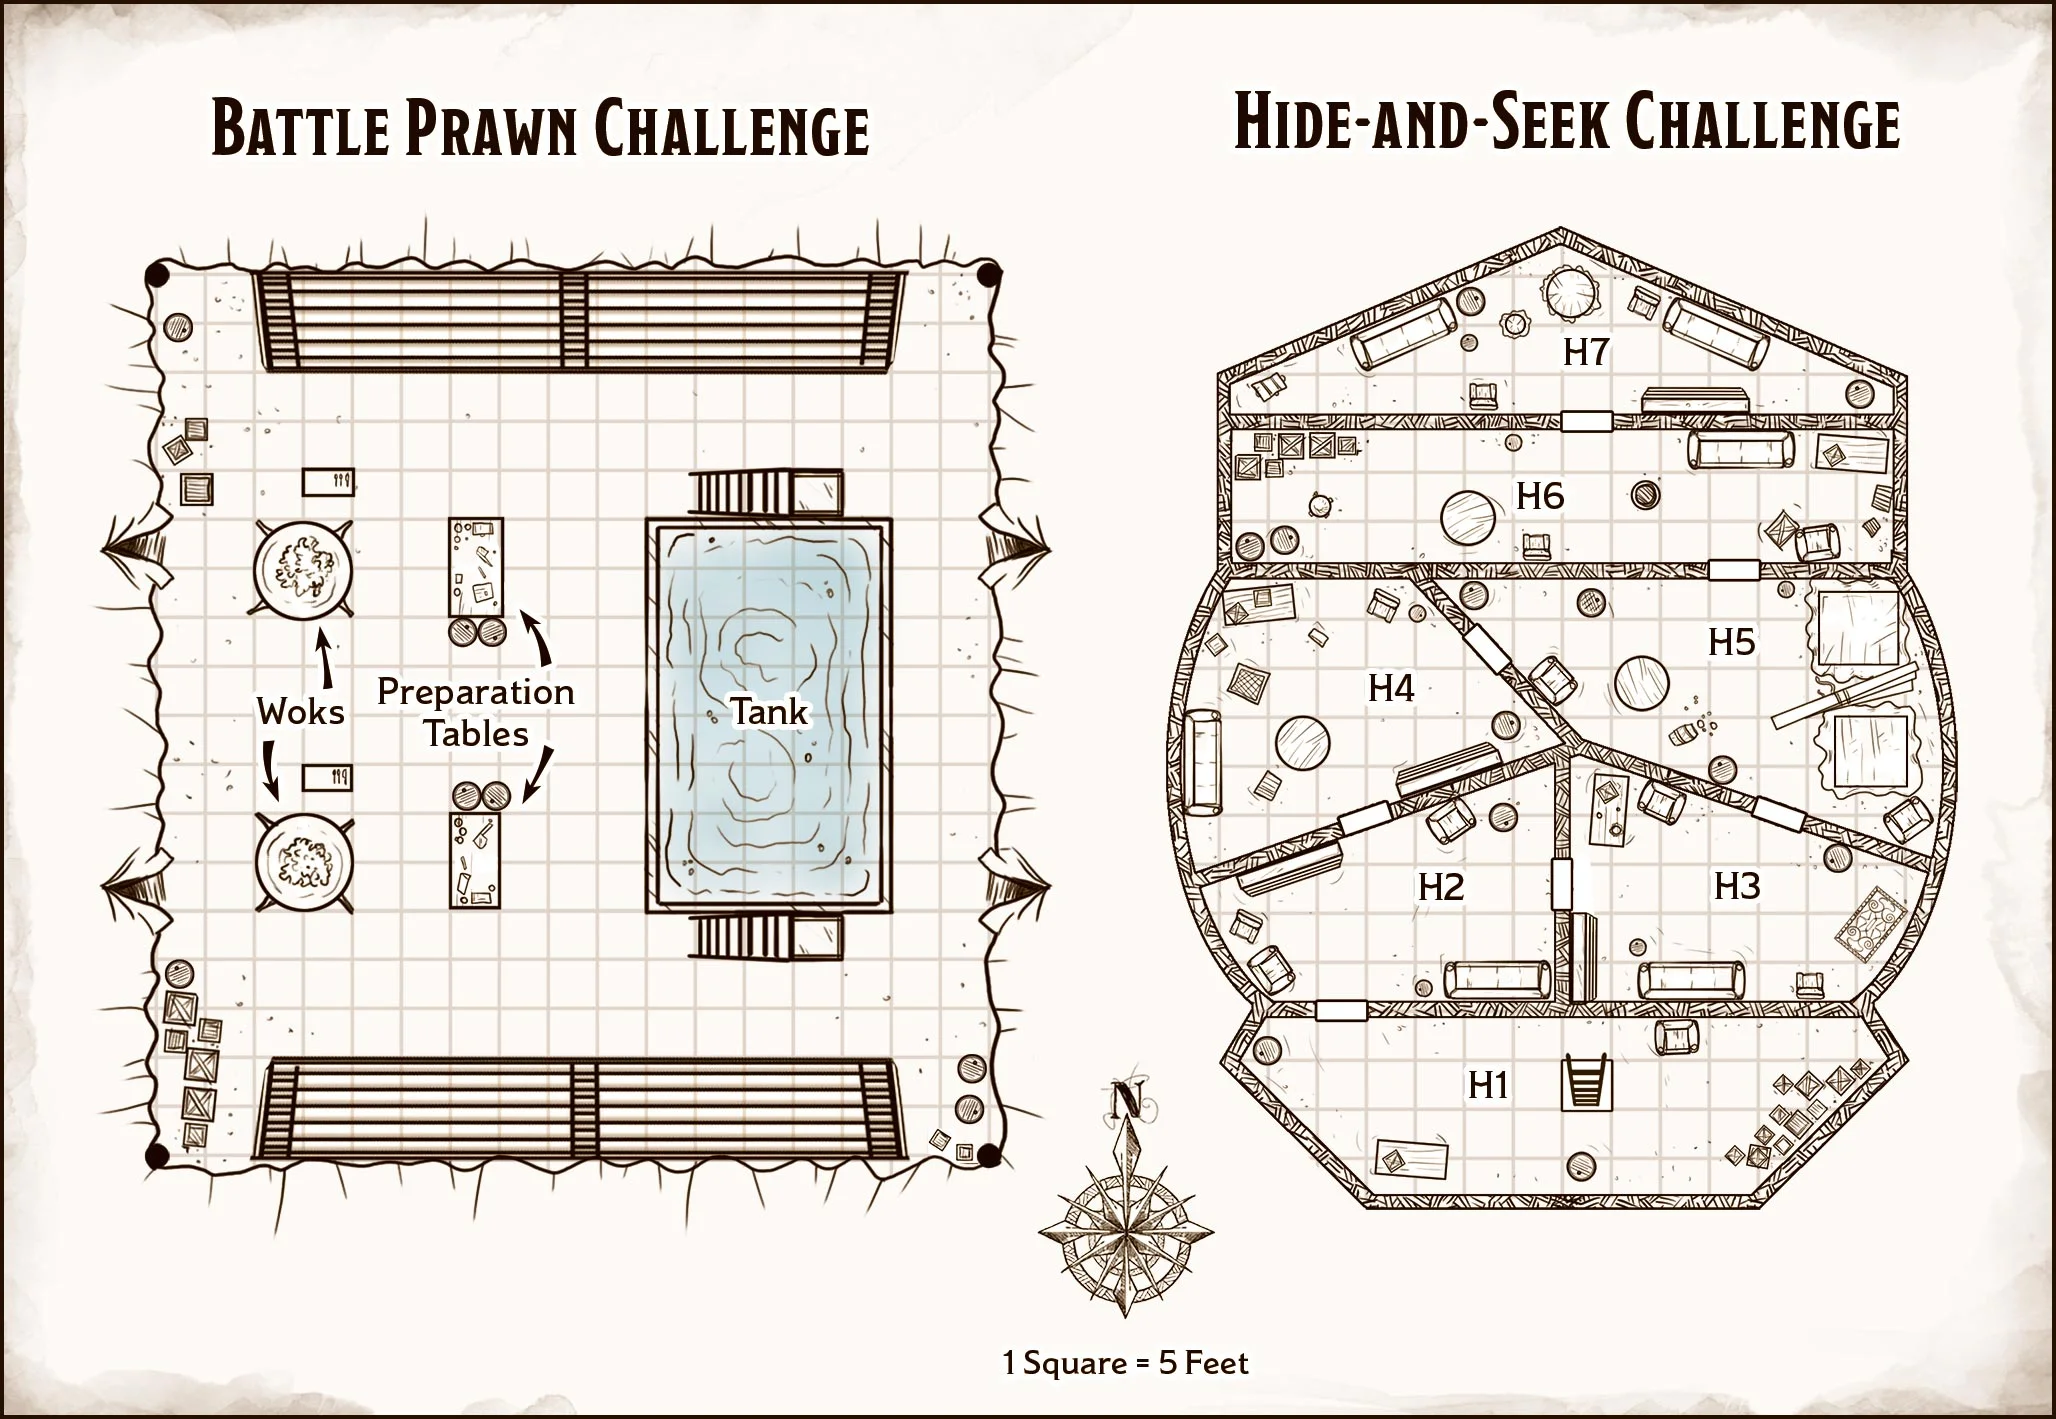 Battle Prawn Challenge
Hide-and-Seek Challenge
H7
H6
H5
H4
Woks
Preparation
Tables
Tank
H2
H3
H1
N
1 Square = 5 Feet